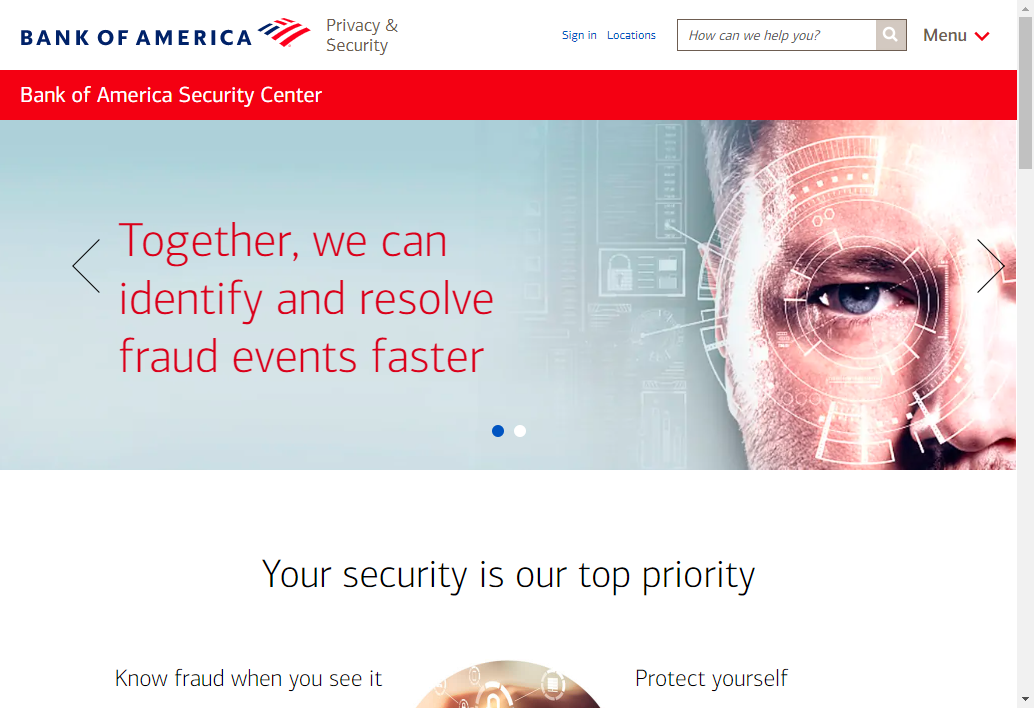 BANK OF AMERICA
Privacy &
Security
Sign in
Locations
How can we help you?
Menu
Bank of America Security Center
Together, we can
identify and resolve
fraud events faster
Your security is our top priority
Know fraud when you see it
Protect yourself